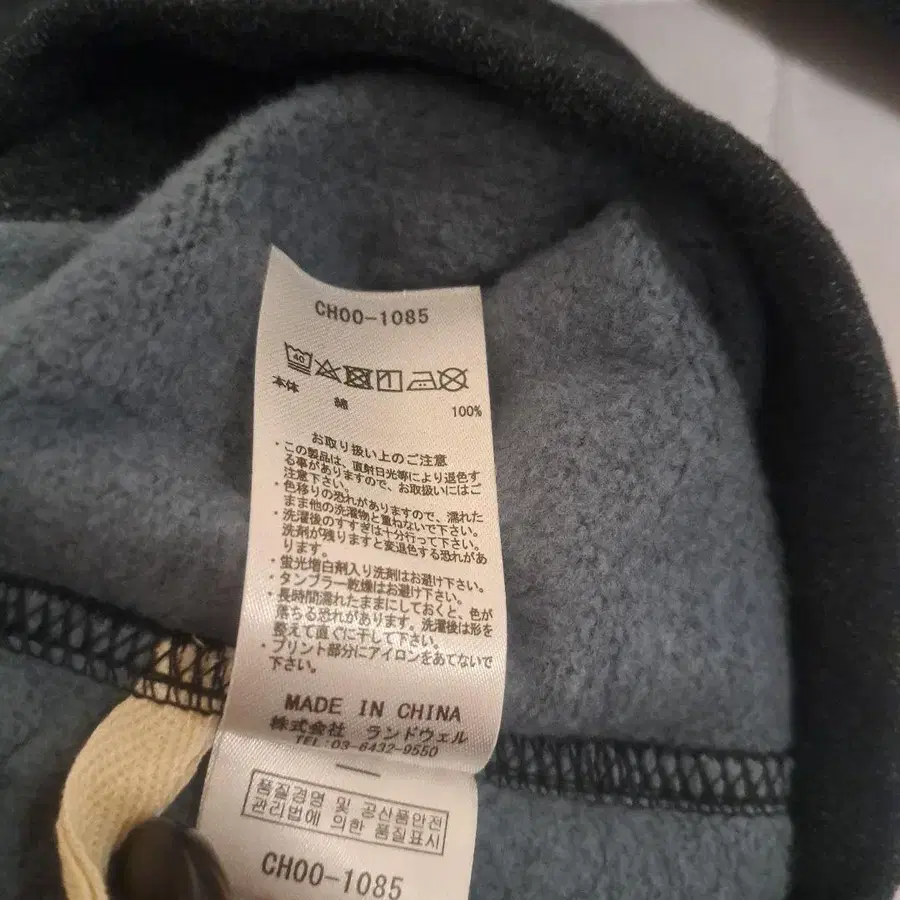 CH00-1085
40
本体 綿 100%
お取り扱い上のご注意
・この製品は、直射日光等により退色す
る事がありますので、お取扱いにはご
注意下さい。
・色移りの恐れがありますので、濡れた
まま他の洗濯物と重ねないで下さい。
・洗濯後のすすぎは十分行って下さい。
洗剤が残りますと変退色する恐れがあ
ります。
・蛍光増白剤入り洗剤はお避け下さい。
・タンブラー乾燥はお避け下さい。
・長時間濡れたままにしておくと、色が
落ちる恐れがあります。洗濯後は形を
整えて直ぐに干して下さい。
・プリント部分にアイロンをあてないで
下さい。
MADE IN CHINA
株式会社 ランドウェル
TEL:03-6432-9550
품질경영 및 공산품안전
관리법에 의한 품질표시
CH00-1085